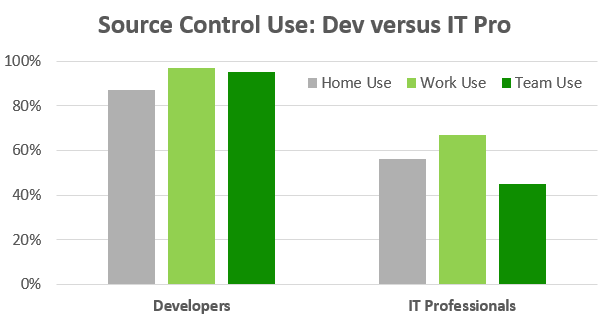 Source Control Use: Dev versus IT Pro
100%
Home Use Work Use Team Use
80%
60%
40%
20%
0%
Developers IT Professionals